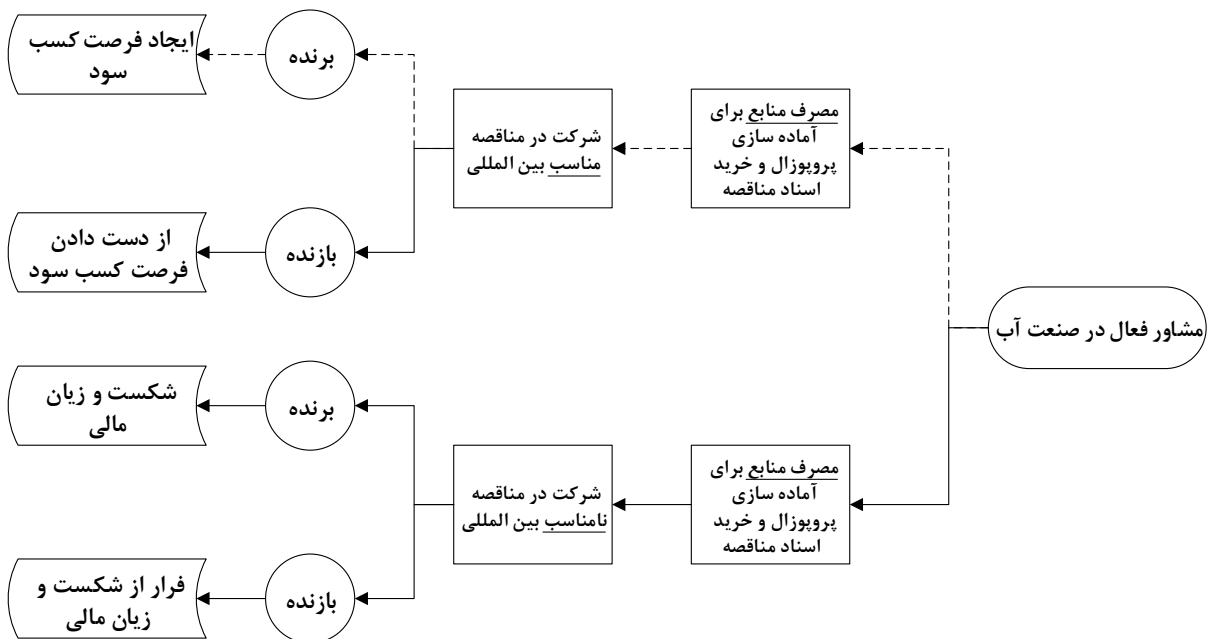 مشاور فعال در صنعت آب
مصرف منابع برای
آماده سازی
پروپوزال و خرید
اسناد مناقصه
شرکت در مناقصه
مناسب بین المللی
برنده
ایجاد فرصت کسب
سود
بازنده
از دست دادن
فرصت کسب سود
مصرف منابع برای
آماده سازی
پروپوزال و خرید
اسناد مناقصه
شرکت در مناقصه
نامناسب بین المللی
برنده
شکست و زیان
مالی
بازنده
فرار از شکست و
زیان مالی